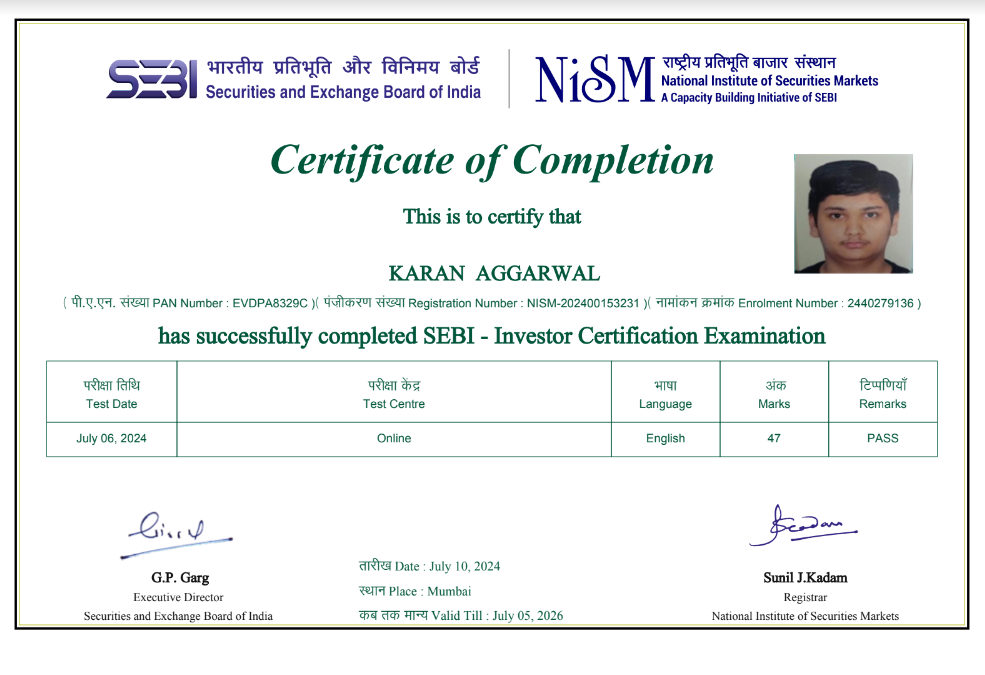 SEBI भारतीय प्रतिभूति और विनिमय बोर्ड
Securities and Exchange Board of India
NiSM राष्ट्रीय प्रतिभूति बाजार संस्थान
National Institute of Securities Markets
A Capacity Building Initiative of SEBI
Certificate of Completion
This is to certify that
KARAN AGGARWAL
( पी.ए.एन. संख्या PAN Number : EVDPA8329C )( पंजीकरण संख्या Registration Number : NISM-202400153231 )( नामांकन क्रमांक Enrolment Number : 2440279136 )
has successfully completed SEBI - Investor Certification Examination
परीक्षा तिथि परीक्षा केंद्र भाषा अंक टिप्पणियाँ
Test Date Test Centre Language Marks Remarks
July 06, 2024 Online English 47 PASS
तारीख Date : July 10, 2024
स्थान Place : Mumbai
कब तक मान्य Valid Till : July 05, 2026
G.P. Garg
Executive Director
Securities and Exchange Board of India
Sunil J.Kadam
Registrar
National Institute of Securities Markets